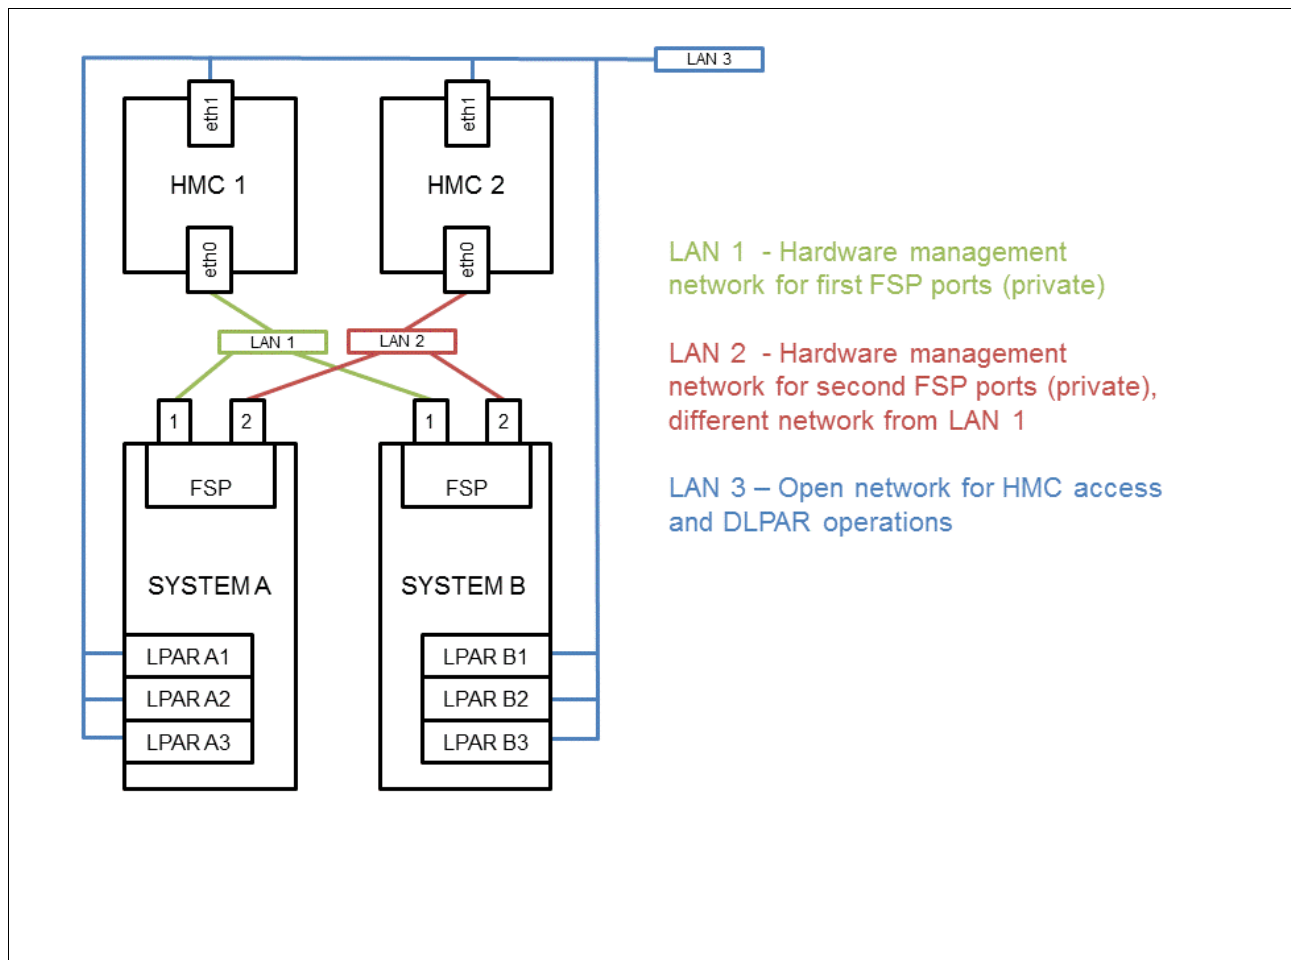 LAN 3
eth1
eth1
HMC 1
HMC 2
eth0
eth0
LAN 1
LAN 2
1
2
1
2
FSP
FSP
SYSTEM A
SYSTEM B
LPAR A1
LPAR A2
LPAR A3
LPAR B1
LPAR B2
LPAR B3
LAN 1 - Hardware management
network for first FSP ports (private)
LAN 2 - Hardware management
network for second FSP ports (private),
different network from LAN 1
LAN 3 – Open network for HMC access
and DLPAR operations